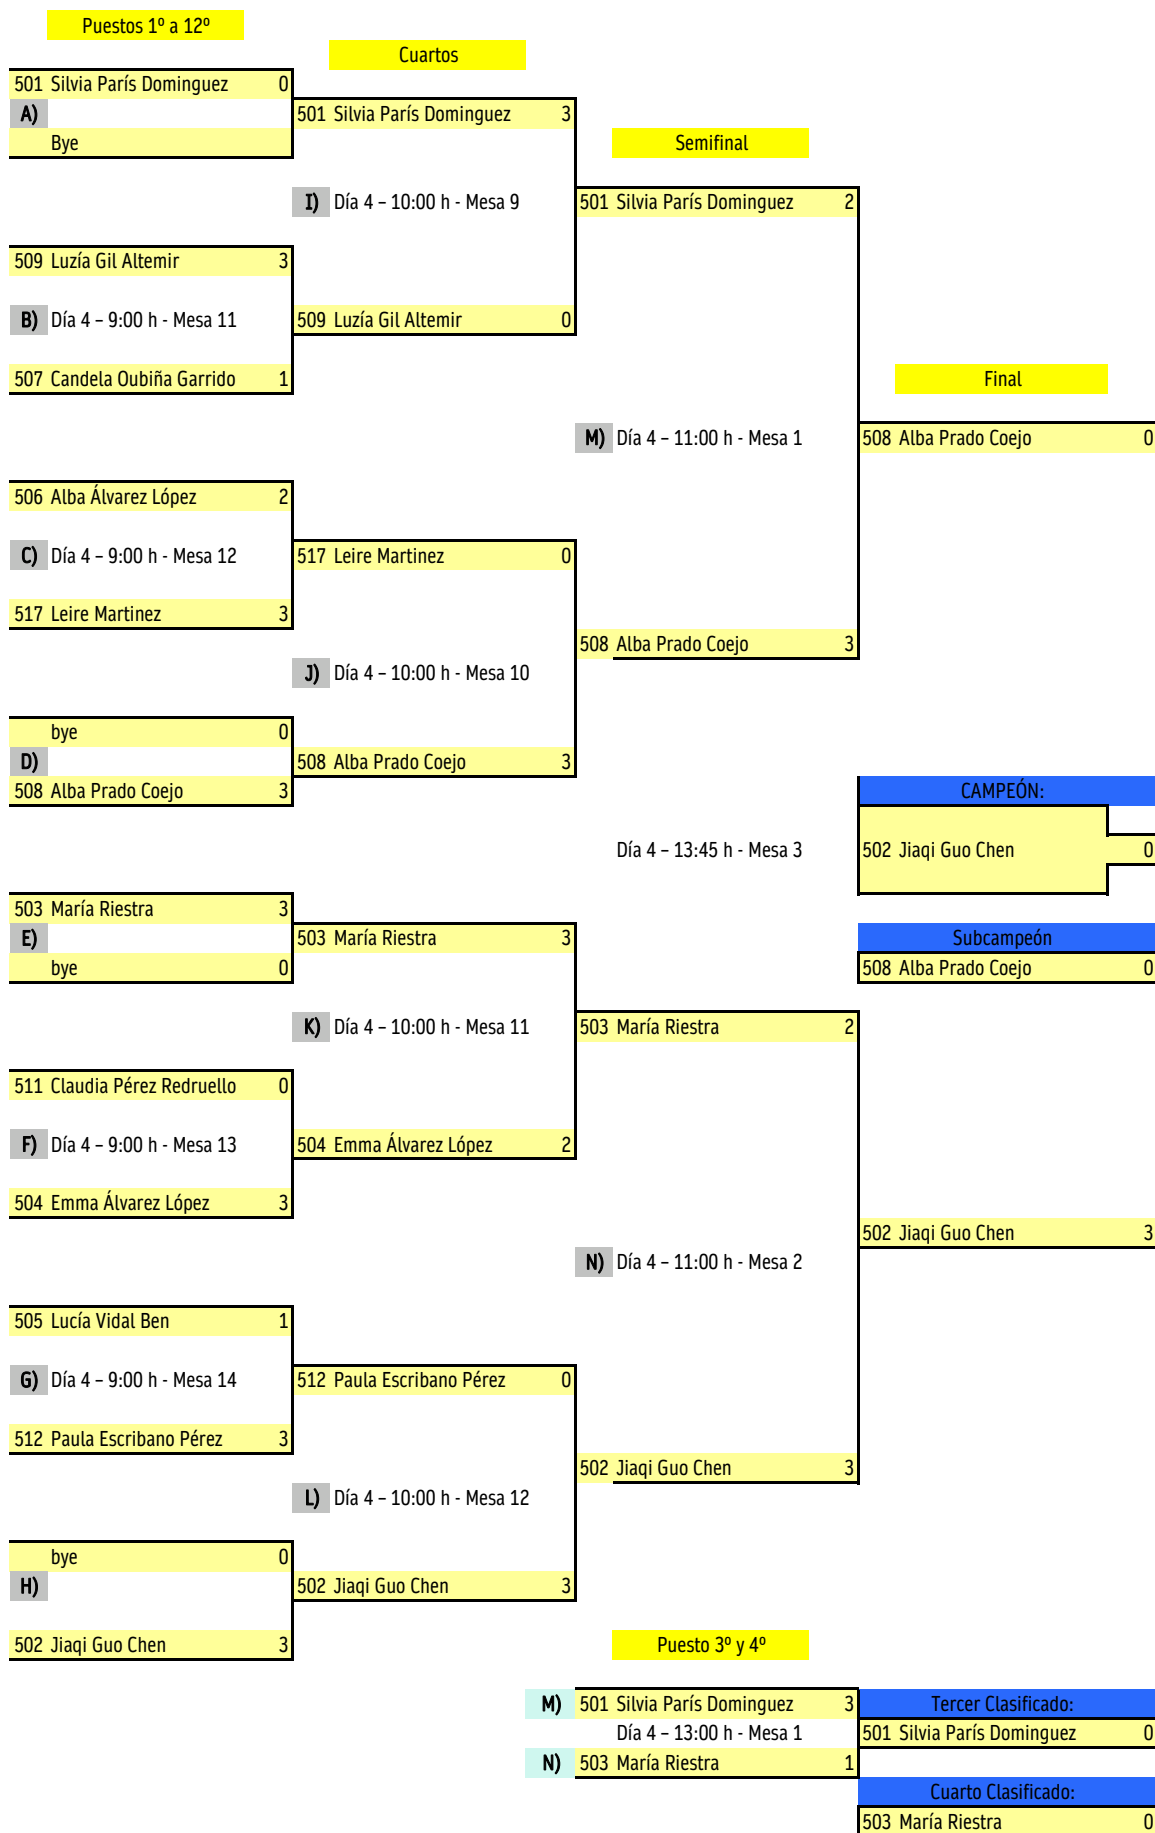 Puestos 1º a 12º
Cuartos
501 Silvia París Dominguez 0
A)
501 Silvia París Dominguez 3
Bye
Semifinal
I) Día 4 – 10:00 h - Mesa 9
501 Silvia París Dominguez 2
509 Luzía Gil Altemir 3
B) Día 4 – 9:00 h - Mesa 11
509 Luzía Gil Altemir 0
507 Candela Oubiña Garrido 1
Final
M) Día 4 – 11:00 h - Mesa 1
508 Alba Prado Coejo 0
506 Alba Álvarez López 2
C) Día 4 – 9:00 h - Mesa 12
517 Leire Martinez 0
517 Leire Martinez 3
508 Alba Prado Coejo 3
J) Día 4 – 10:00 h - Mesa 10
bye 0
D)
508 Alba Prado Coejo 3
508 Alba Prado Coejo 3
CAMPEÓN:
Día 4 – 13:45 h - Mesa 3
502 Jiaqi Guo Chen 0
503 María Riestra 3
E)
503 María Riestra 3
Subcampeón
bye 0
508 Alba Prado Coejo 0
K) Día 4 – 10:00 h - Mesa 11
503 María Riestra 2
511 Claudia Pérez Redruello 0
F) Día 4 – 9:00 h - Mesa 13
504 Emma Álvarez López 2
504 Emma Álvarez López 3
502 Jiaqi Guo Chen 3
N) Día 4 – 11:00 h - Mesa 2
505 Lucía Vidal Ben 1
G) Día 4 – 9:00 h - Mesa 14
512 Paula Escribano Pérez 0
512 Paula Escribano Pérez 3
502 Jiaqi Guo Chen 3
L) Día 4 – 10:00 h - Mesa 12
bye 0
H)
502 Jiaqi Guo Chen 3
502 Jiaqi Guo Chen 3
Puesto 3º y 4º
M) 501 Silvia París Dominguez 3
Tercer Clasificado:
Día 4 – 13:00 h - Mesa 1
501 Silvia París Dominguez 0
N) 503 María Riestra 1
Cuarto Clasificado:
503 María Riestra 0